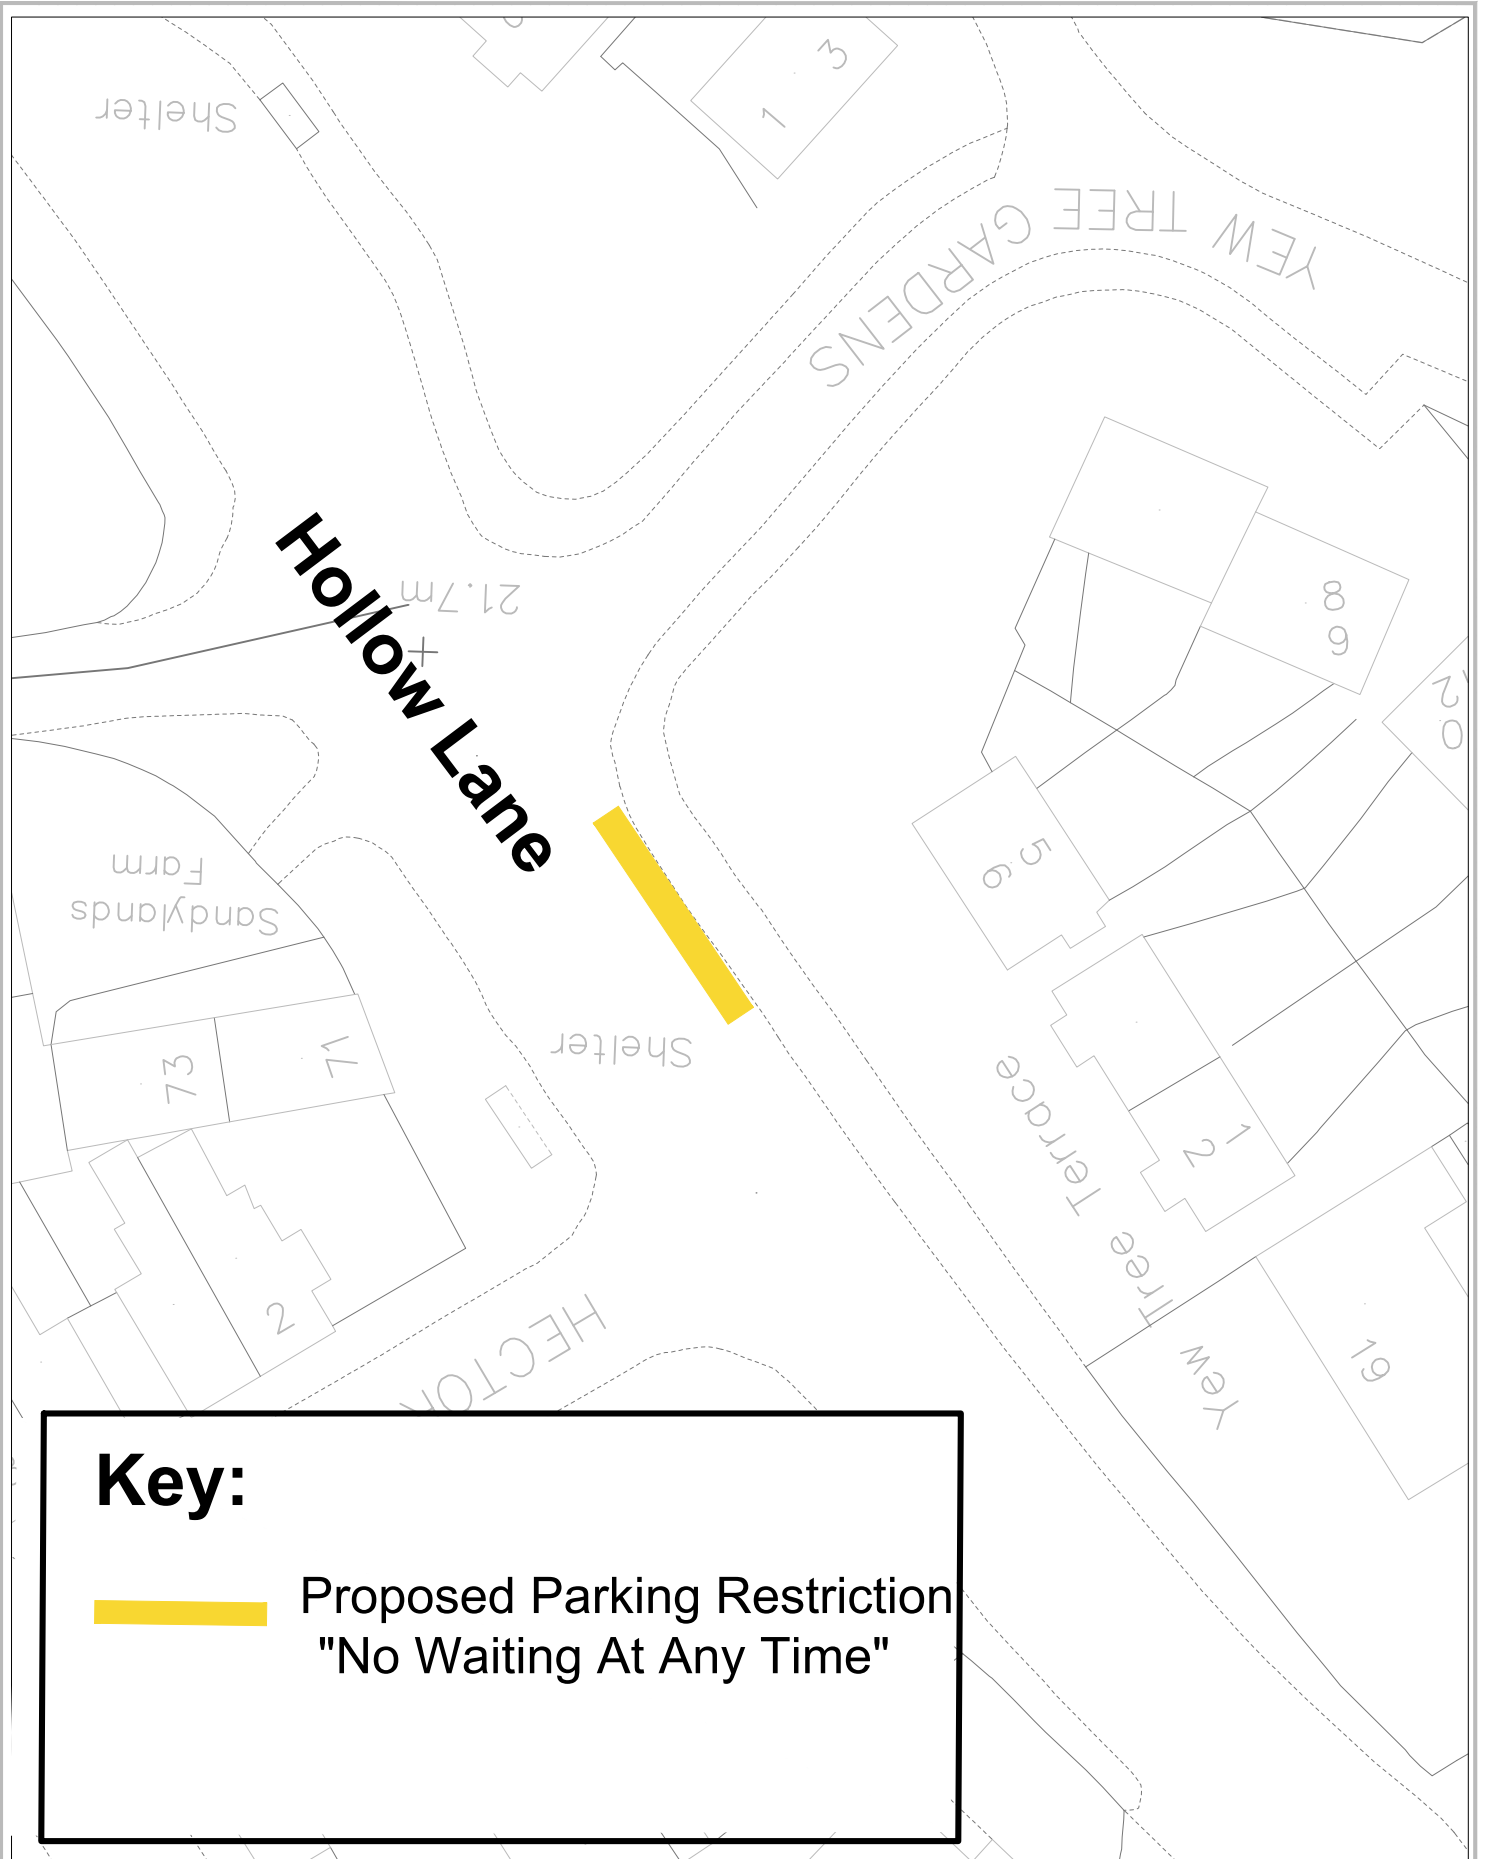 Shelter
1 3
YEW TREE GARDENS
Hollow Lane
21.7m
8
9
5
6
Sandylands
Farm
73
71
Shelter
2
1
2
Yew Tree Terrace
19
HECTOR
Key:
Proposed Parking Restriction
"No Waiting At Any Time"